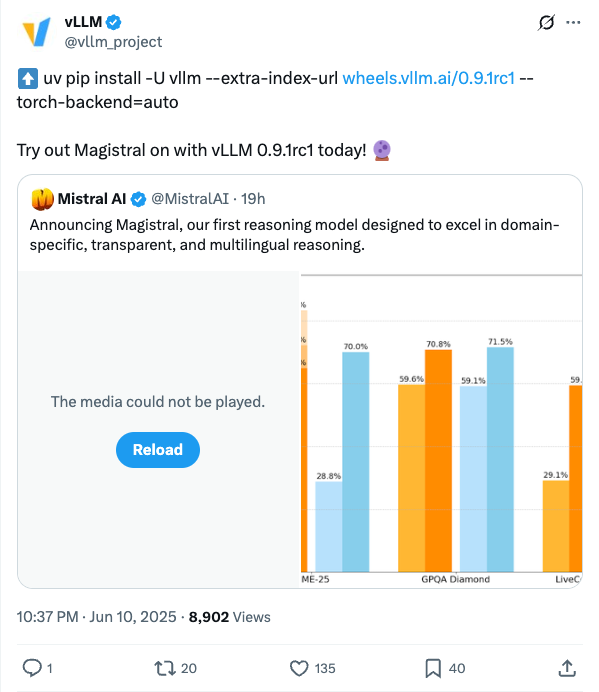 vLLM
@vllm_project
⬆️ uv pip install -U vllm --extra-index-url wheels.vllm.ai/0.9.1rc1 --
torch-backend=auto
Try out Magistral on with vLLM 0.9.1rc1 today! 🔮
Mistral AI @MistralAI · 19h
Announcing Magistral, our first reasoning model designed to excel in domain-
specific, transparent, and multilingual reasoning.
The media could not be played.
Reload
%
%
%
28.8%
70.0%
59.6%
70.8%
59.1%
71.5%
29.1%
59.
ME-25
GPQA Diamond
LiveC
10:37 PM · Jun 10, 2025 · 8,902 Views
1
20
135
40